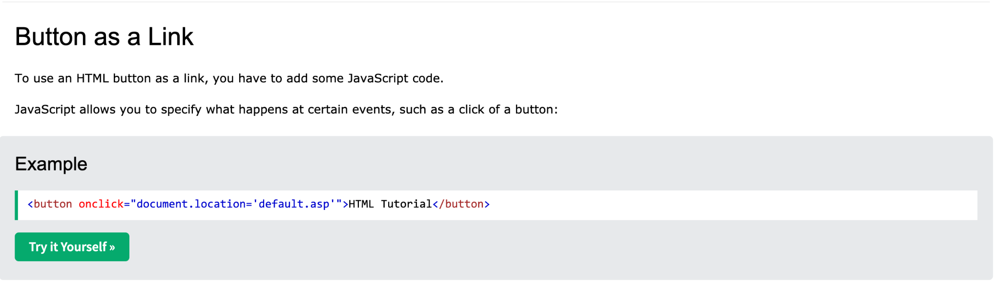 Button as a Link
To use an HTML button as a link, you have to add some JavaScript code.
JavaScript allows you to specify what happens at certain events, such as a click of a button:
Example
<button onclick="document.location='default.asp'">HTML Tutorial</button>
Try it Yourself »